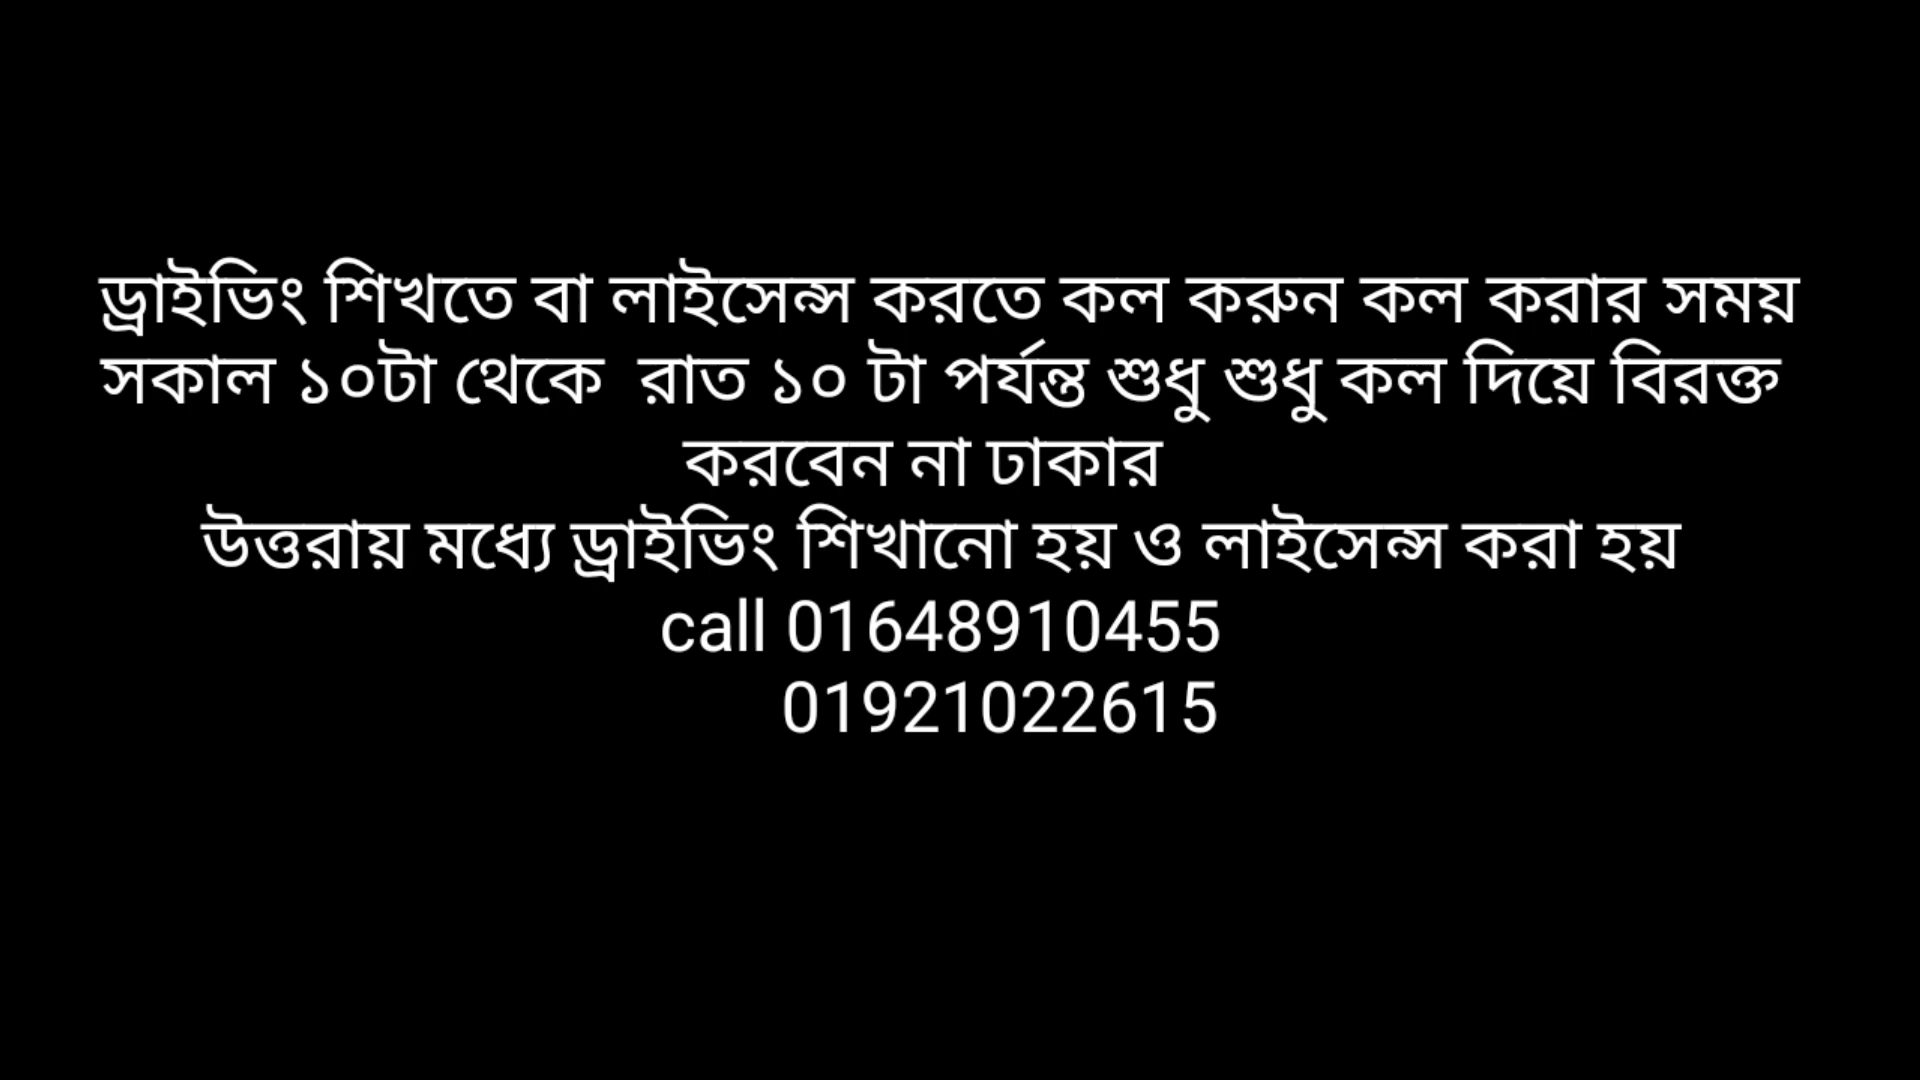 ড্রাইভিং শিখতে বা লাইসেন্স করতে কল করুন কল করার সময়
সকাল ১০টা থেকে রাত ১০ টা পর্যন্ত শুধু শুধু কল দিয়ে বিরক্ত
করবেন না ঢাকার
উত্তরায় মধ্যে ড্রাইভিং শিখানো হয় ও লাইসেন্স করা হয়
call 01648910455
01921022615